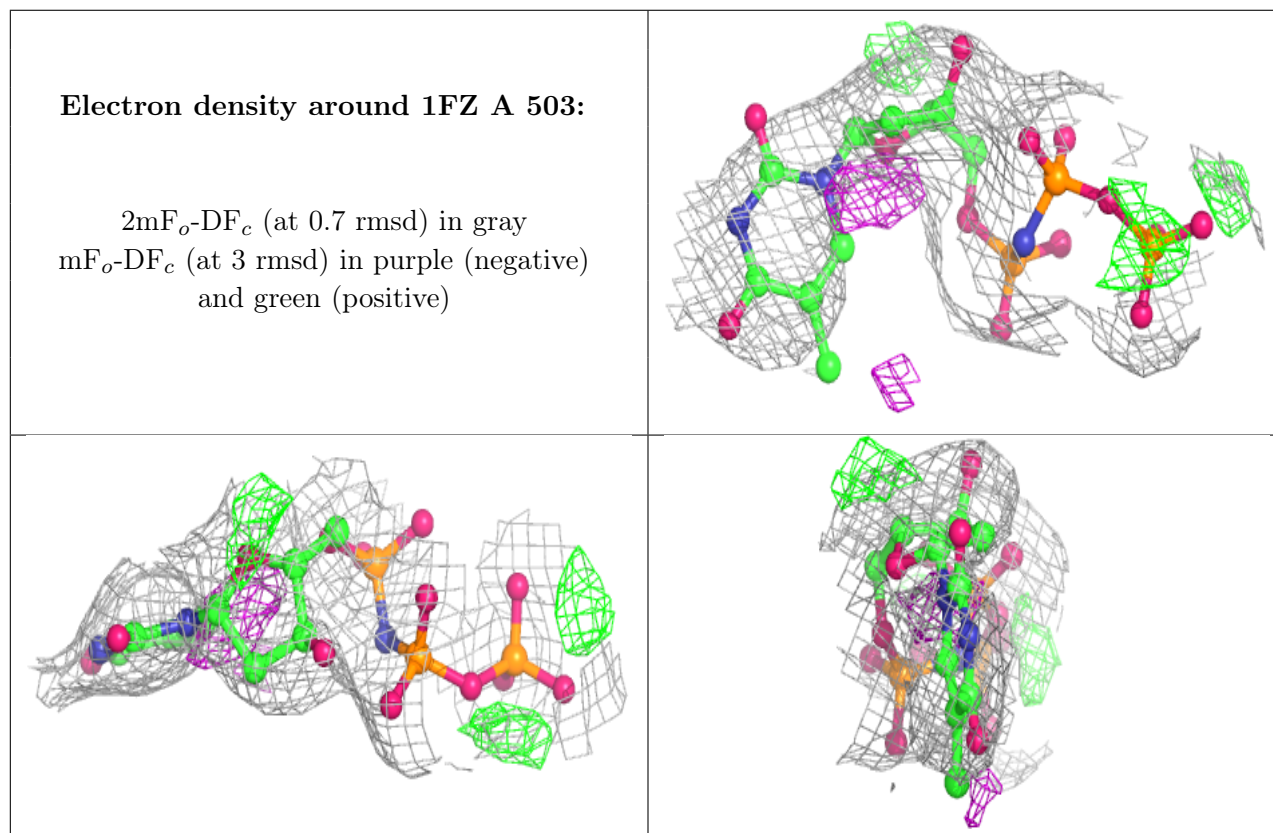 Electron density around 1FZ A 503:
2mFₒ-DF𝒸 (at 0.7 rmsd) in gray
mFₒ-DF𝒸 (at 3 rmsd) in purple (negative)
and green (positive)